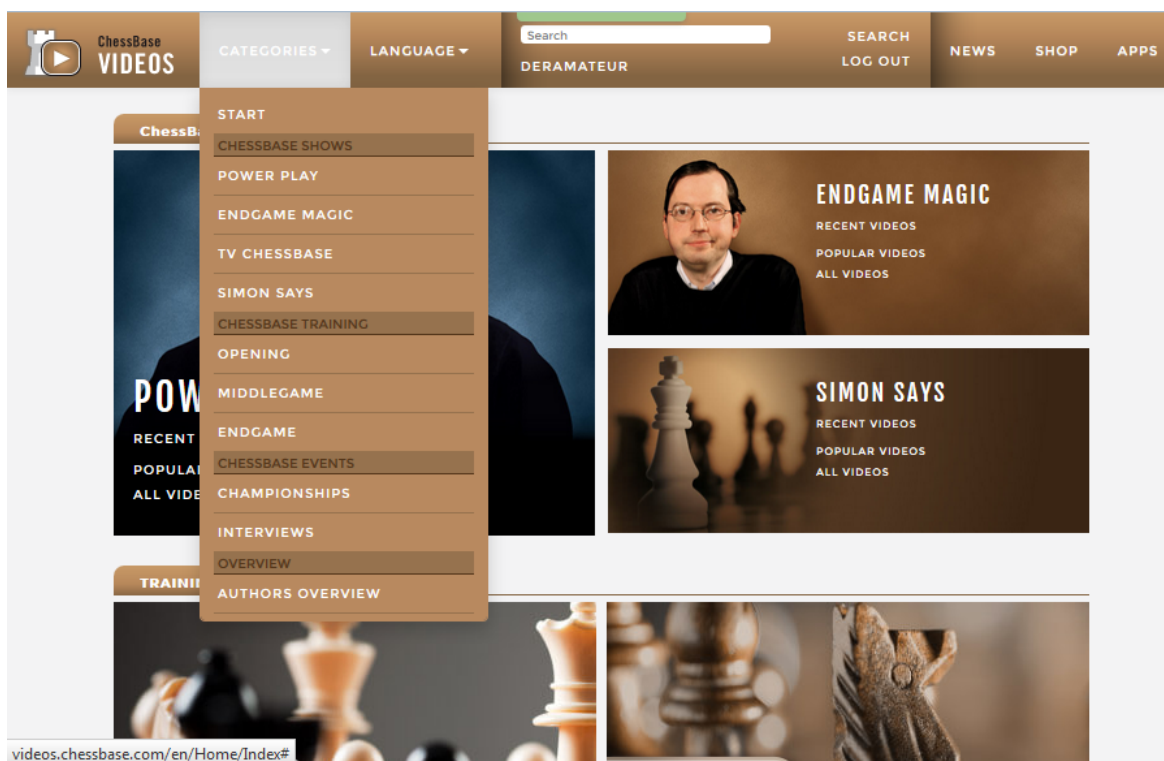 ChessBase
VIDEOS
CATEGORIES
LANGUAGE
Search
DERAMATEUR
SEARCH
LOG OUT
NEWS
SHOP
APPS
START
CHESSBASE SHOWS
POWER PLAY
ENDGAME MAGIC
TV CHESSBASE
SIMON SAYS
CHESSBASE TRAINING
OPENING
MIDDLEGAME
ENDGAME
CHESSBASE EVENTS
CHAMPIONSHIPS
INTERVIEWS
OVERVIEW
AUTHORS OVERVIEW
RECENT
ENDGAME MAGIC
RECENT VIDEOS
POPULAR VIDEOS
ALL VIDEOS
SIMON SAYS
RECENT VIDEOS
POPULAR VIDEOS
ALL VIDEOS
videos.chessbase.com/en/Home/Index#